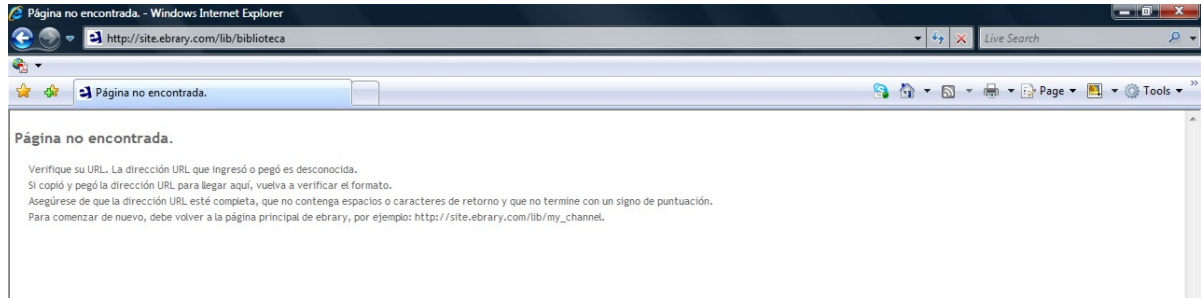 Página no encontrada. - Windows Internet Explorer
http://site.ebrary.com/lib/biblioteca
Live Search
Página no encontrada.
Page
Tools
Página no encontrada.
Verifique su URL. La dirección URL que ingresó o pegó es desconocida.
Si copió y pegó la dirección URL para llegar aquí, vuelva a verificar el formato.
Asegúrese de que la dirección URL esté completa, que no contenga espacios o caracteres de retorno y que no termine con un signo de puntuación.
Para comenzar de nuevo, debe volver a la página principal de ebrary, por ejemplo: http://site.ebrary.com/lib/my_channel.